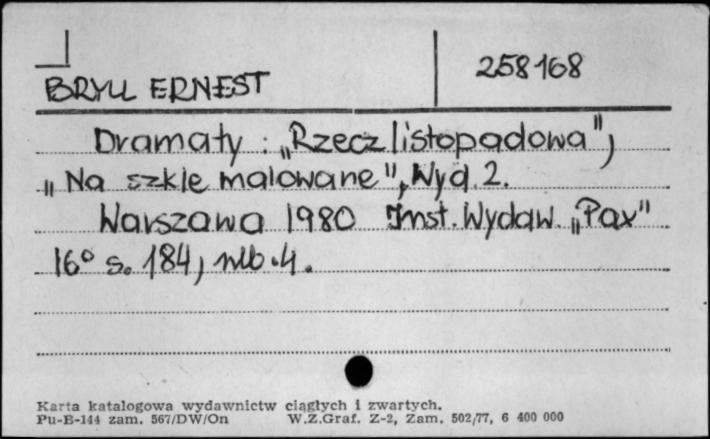 258168
BRYLL ERNEST
Dramaty : „Rzecz listopadowa”,
„Na szkle malowane”, Wyd. 2.
Warszawa 1980 Inst. Wydaw. „Pax”
16° s. 184, nlb. 4.
Karta katalogowa wydawnictw ciągłych i zwartych.
Pu-B-144 zam. 567/DW/On W.Z.Graf. Z-2, Zam. 502/77, 6 400 000